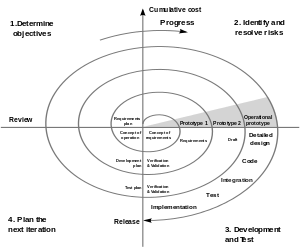 Cumulative cost
1.Determine
objectives
Progress
2. Identify and
resolve risks
Review
Requirements
plan
Prototype 1
Prototype 2
Operational
prototype
Concept of
operation
Concept of
requirements
Requirements
Draft
Detailed
design
Development
plan
Verification
& Validation
Code
Integration
Test plan
Verification
& Validation
Test
Implementation
Release
4. Plan the
next iteration
3. Development
and Test